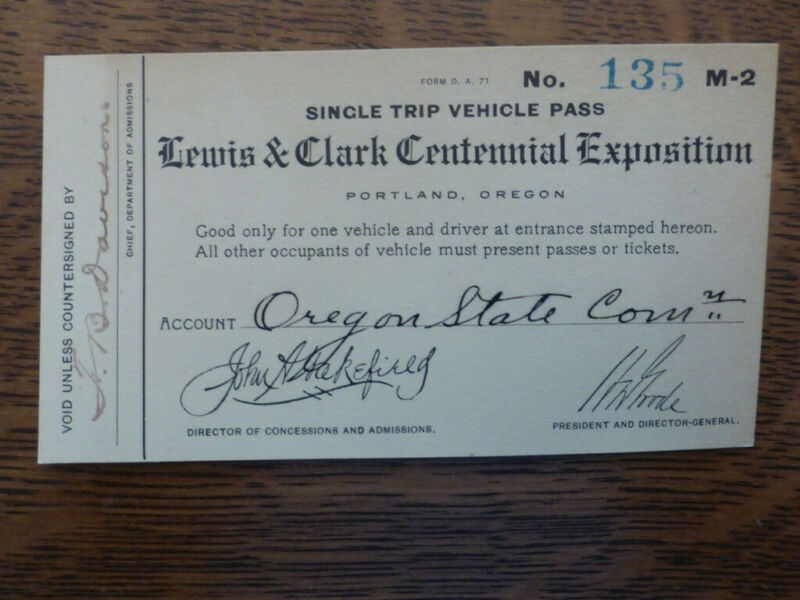 FORM D. A. 71 No. 135 M-2
SINGLE TRIP VEHICLE PASS
Lewis & Clark Centennial Exposition
PORTLAND, OREGON
Good only for one vehicle and driver at entrance stamped hereon.
All other occupants of vehicle must present passes or tickets.
ACCOUNT Oregon State Comn
John A Wakefield
DIRECTOR OF CONCESSIONS AND ADMISSIONS.
H W Goode
PRESIDENT AND DIRECTOR-GENERAL.
VOID UNLESS COUNTERSIGNED BY
F. B. Davison.
CHIEF, DEPARTMENT OF ADMISSIONS